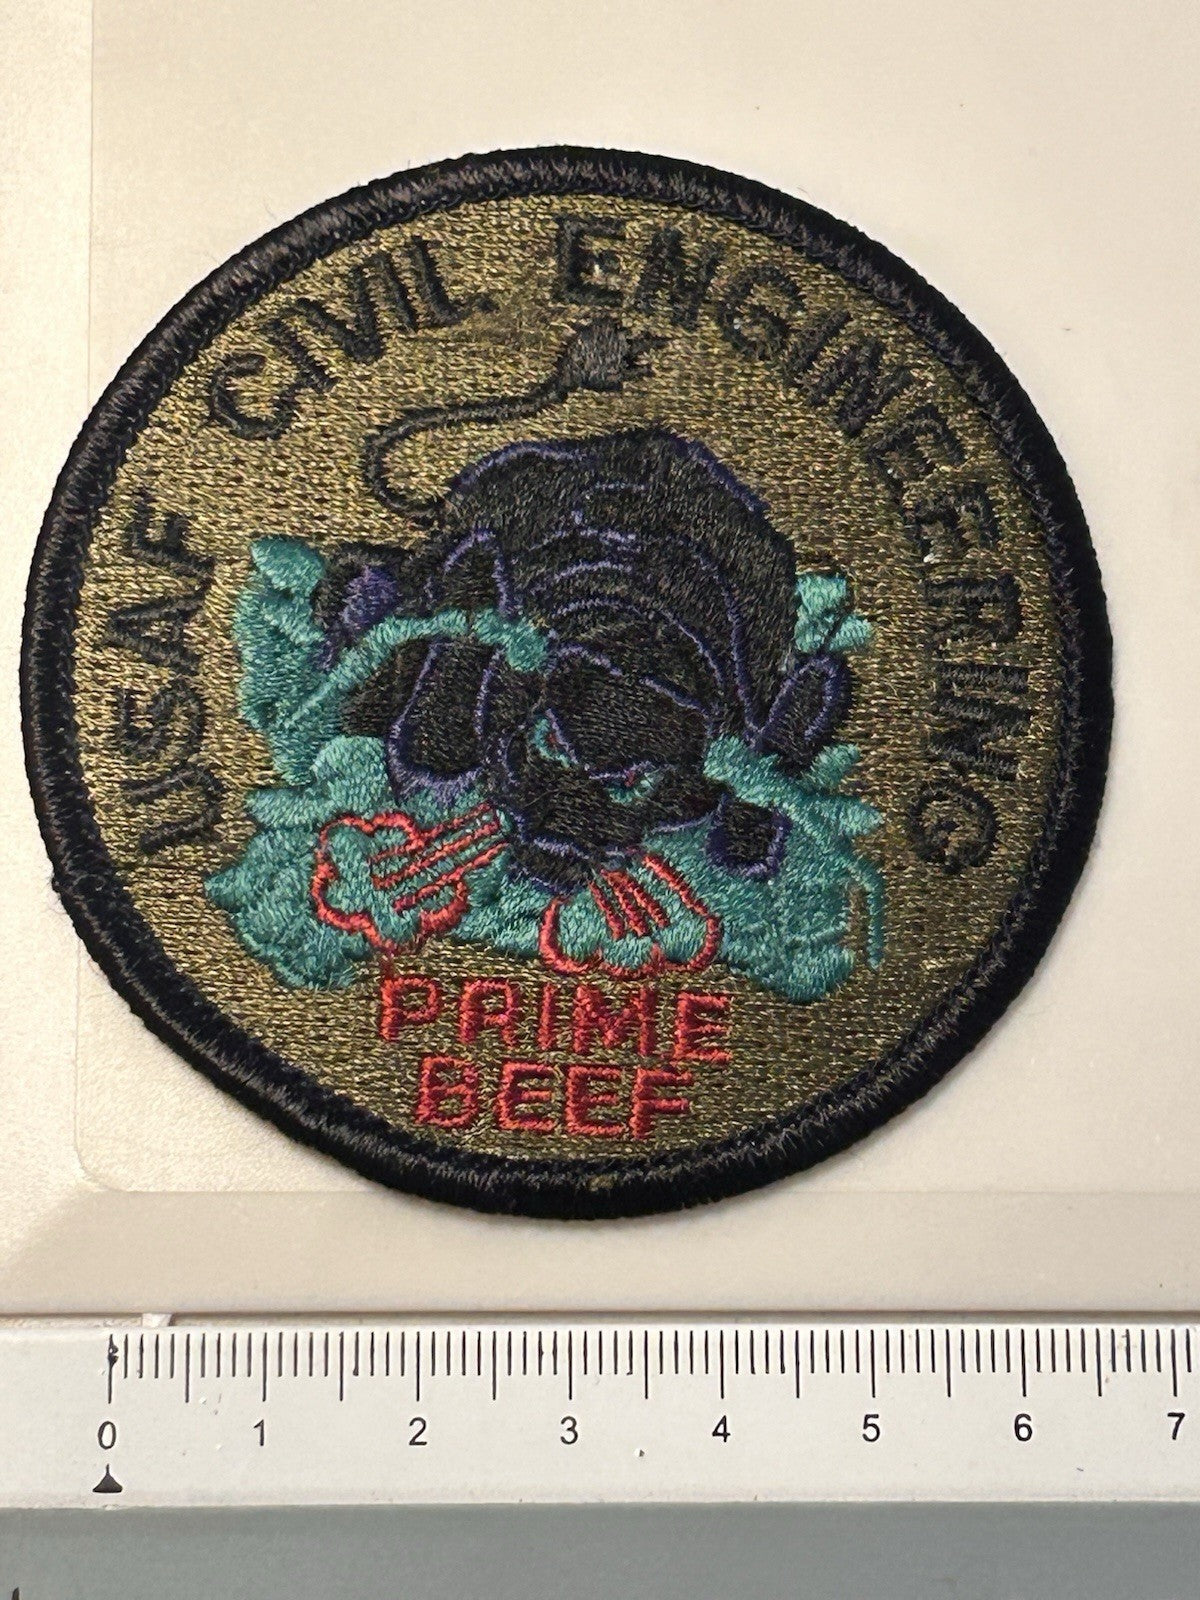 USAF CIVIL ENGINEERING
PRIME
BEEF
0 1 2 3 4 5 6 7